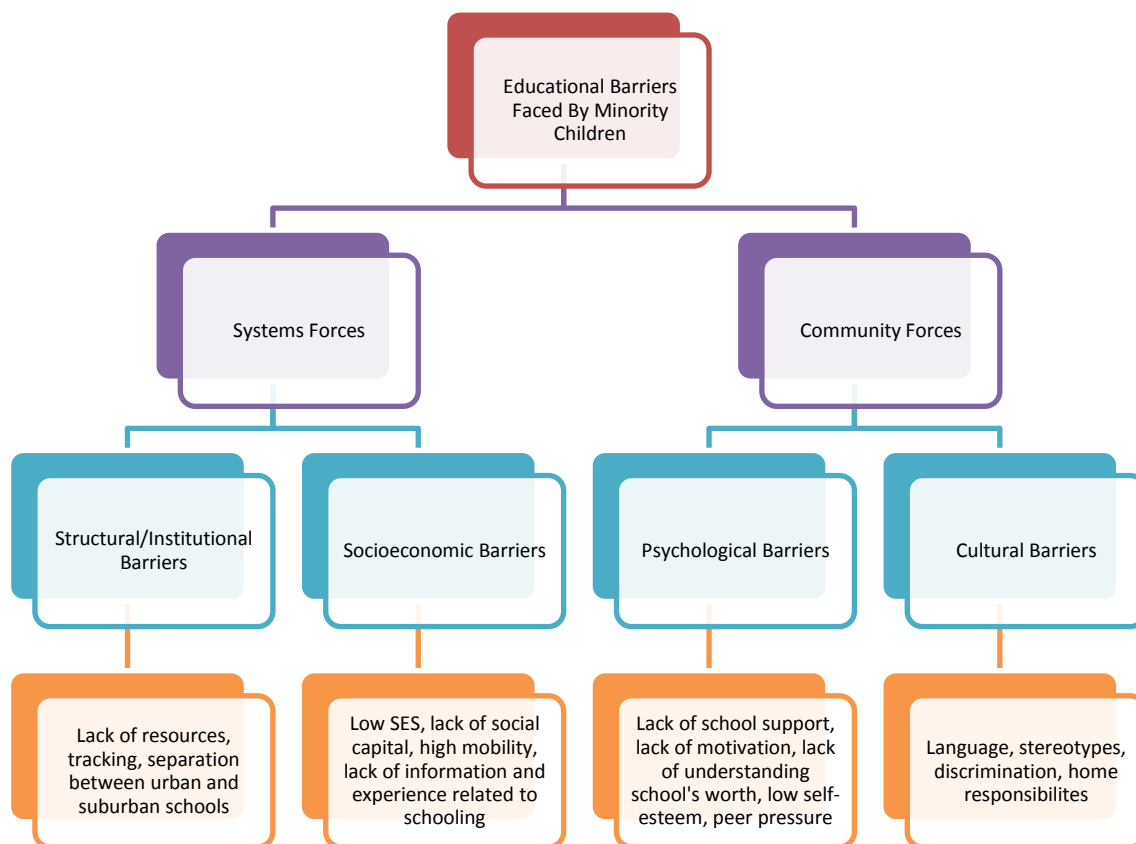 Educational Barriers
Faced By Minority
Children
Systems Forces
Community Forces
Structural/Institutional
Barriers
Socioeconomic Barriers
Psychological Barriers
Cultural Barriers
Lack of resources,
tracking, separation
between urban and
suburban schools
Low SES, lack of social
capital, high mobility,
lack of information and
experience related to
schooling
Lack of school support,
lack of motivation, lack
of understanding
school's worth, low self-
esteem, peer pressure
Language, stereotypes,
discrimination, home
responsibilites